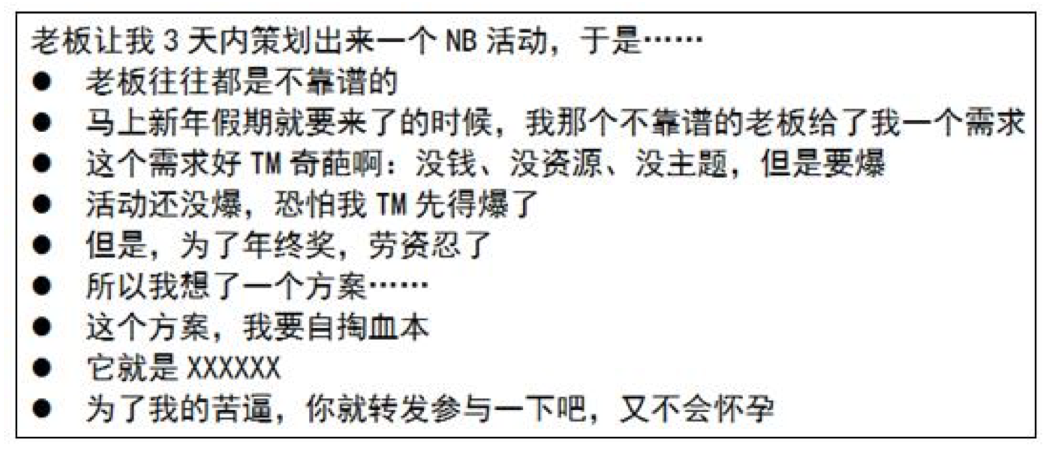 老板让我 3 天内策划出来一个 NB 活动，于是……
● 老板往往都是不靠谱的
● 马上新年假期就要来了的时候，我那个不靠谱的老板给了我一个需求
● 这个需求好 TM 奇葩啊：没钱、没资源、没主题，但是要爆
● 活动还没爆，恐怕我 TM 先得爆了
● 但是，为了年终奖，劳资忍了
● 所以我想了一个方案……
● 这个方案，我要自掏血本
● 它就是 XXXXXX
● 为了我的苦逼，你就转发参与一下吧，又不会怀孕